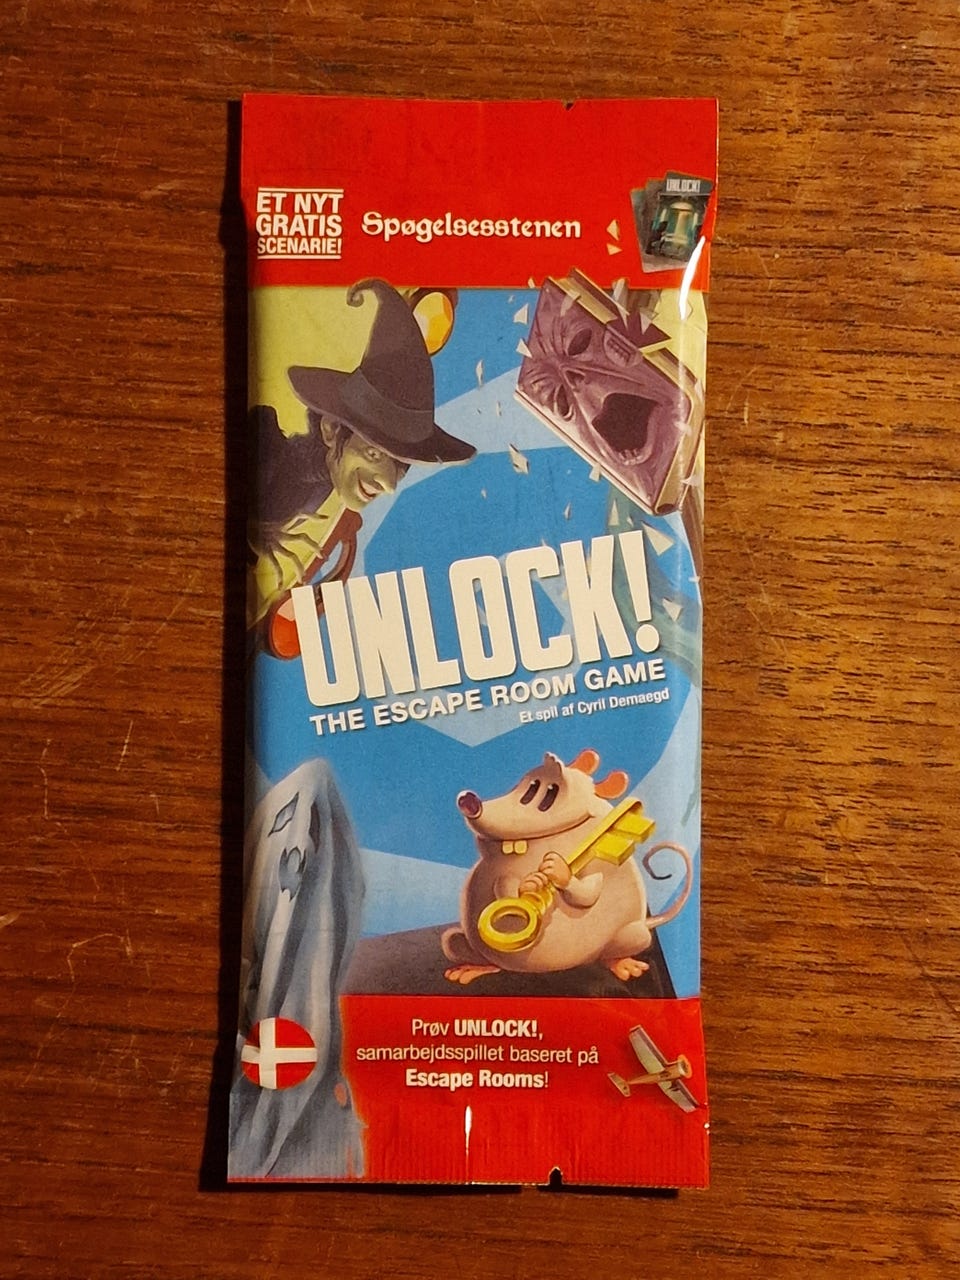 ET NYT
GRATIS
SCENARIE!
Spøgelsesstenen
UNLOCK!
UNLOCK!
THE ESCAPE ROOM GAME
Et spil af Cyril Demaegd
Prøv UNLOCK!,
samarbejdsspillet baseret på
Escape Rooms!